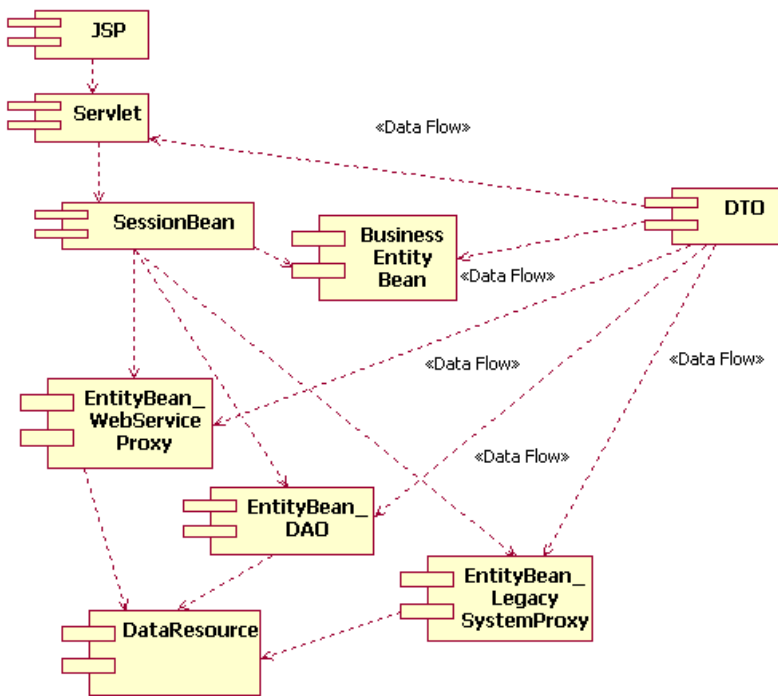 JSP
Servlet
«Data Flow»
SessionBean
Business
Entity
Bean
DTO
«Data Flow»
«Data Flow»
«Data Flow»
EntityBean_
WebService
Proxy
«Data Flow»
EntityBean_
DAO
EntityBean_
Legacy
SystemProxy
DataResource